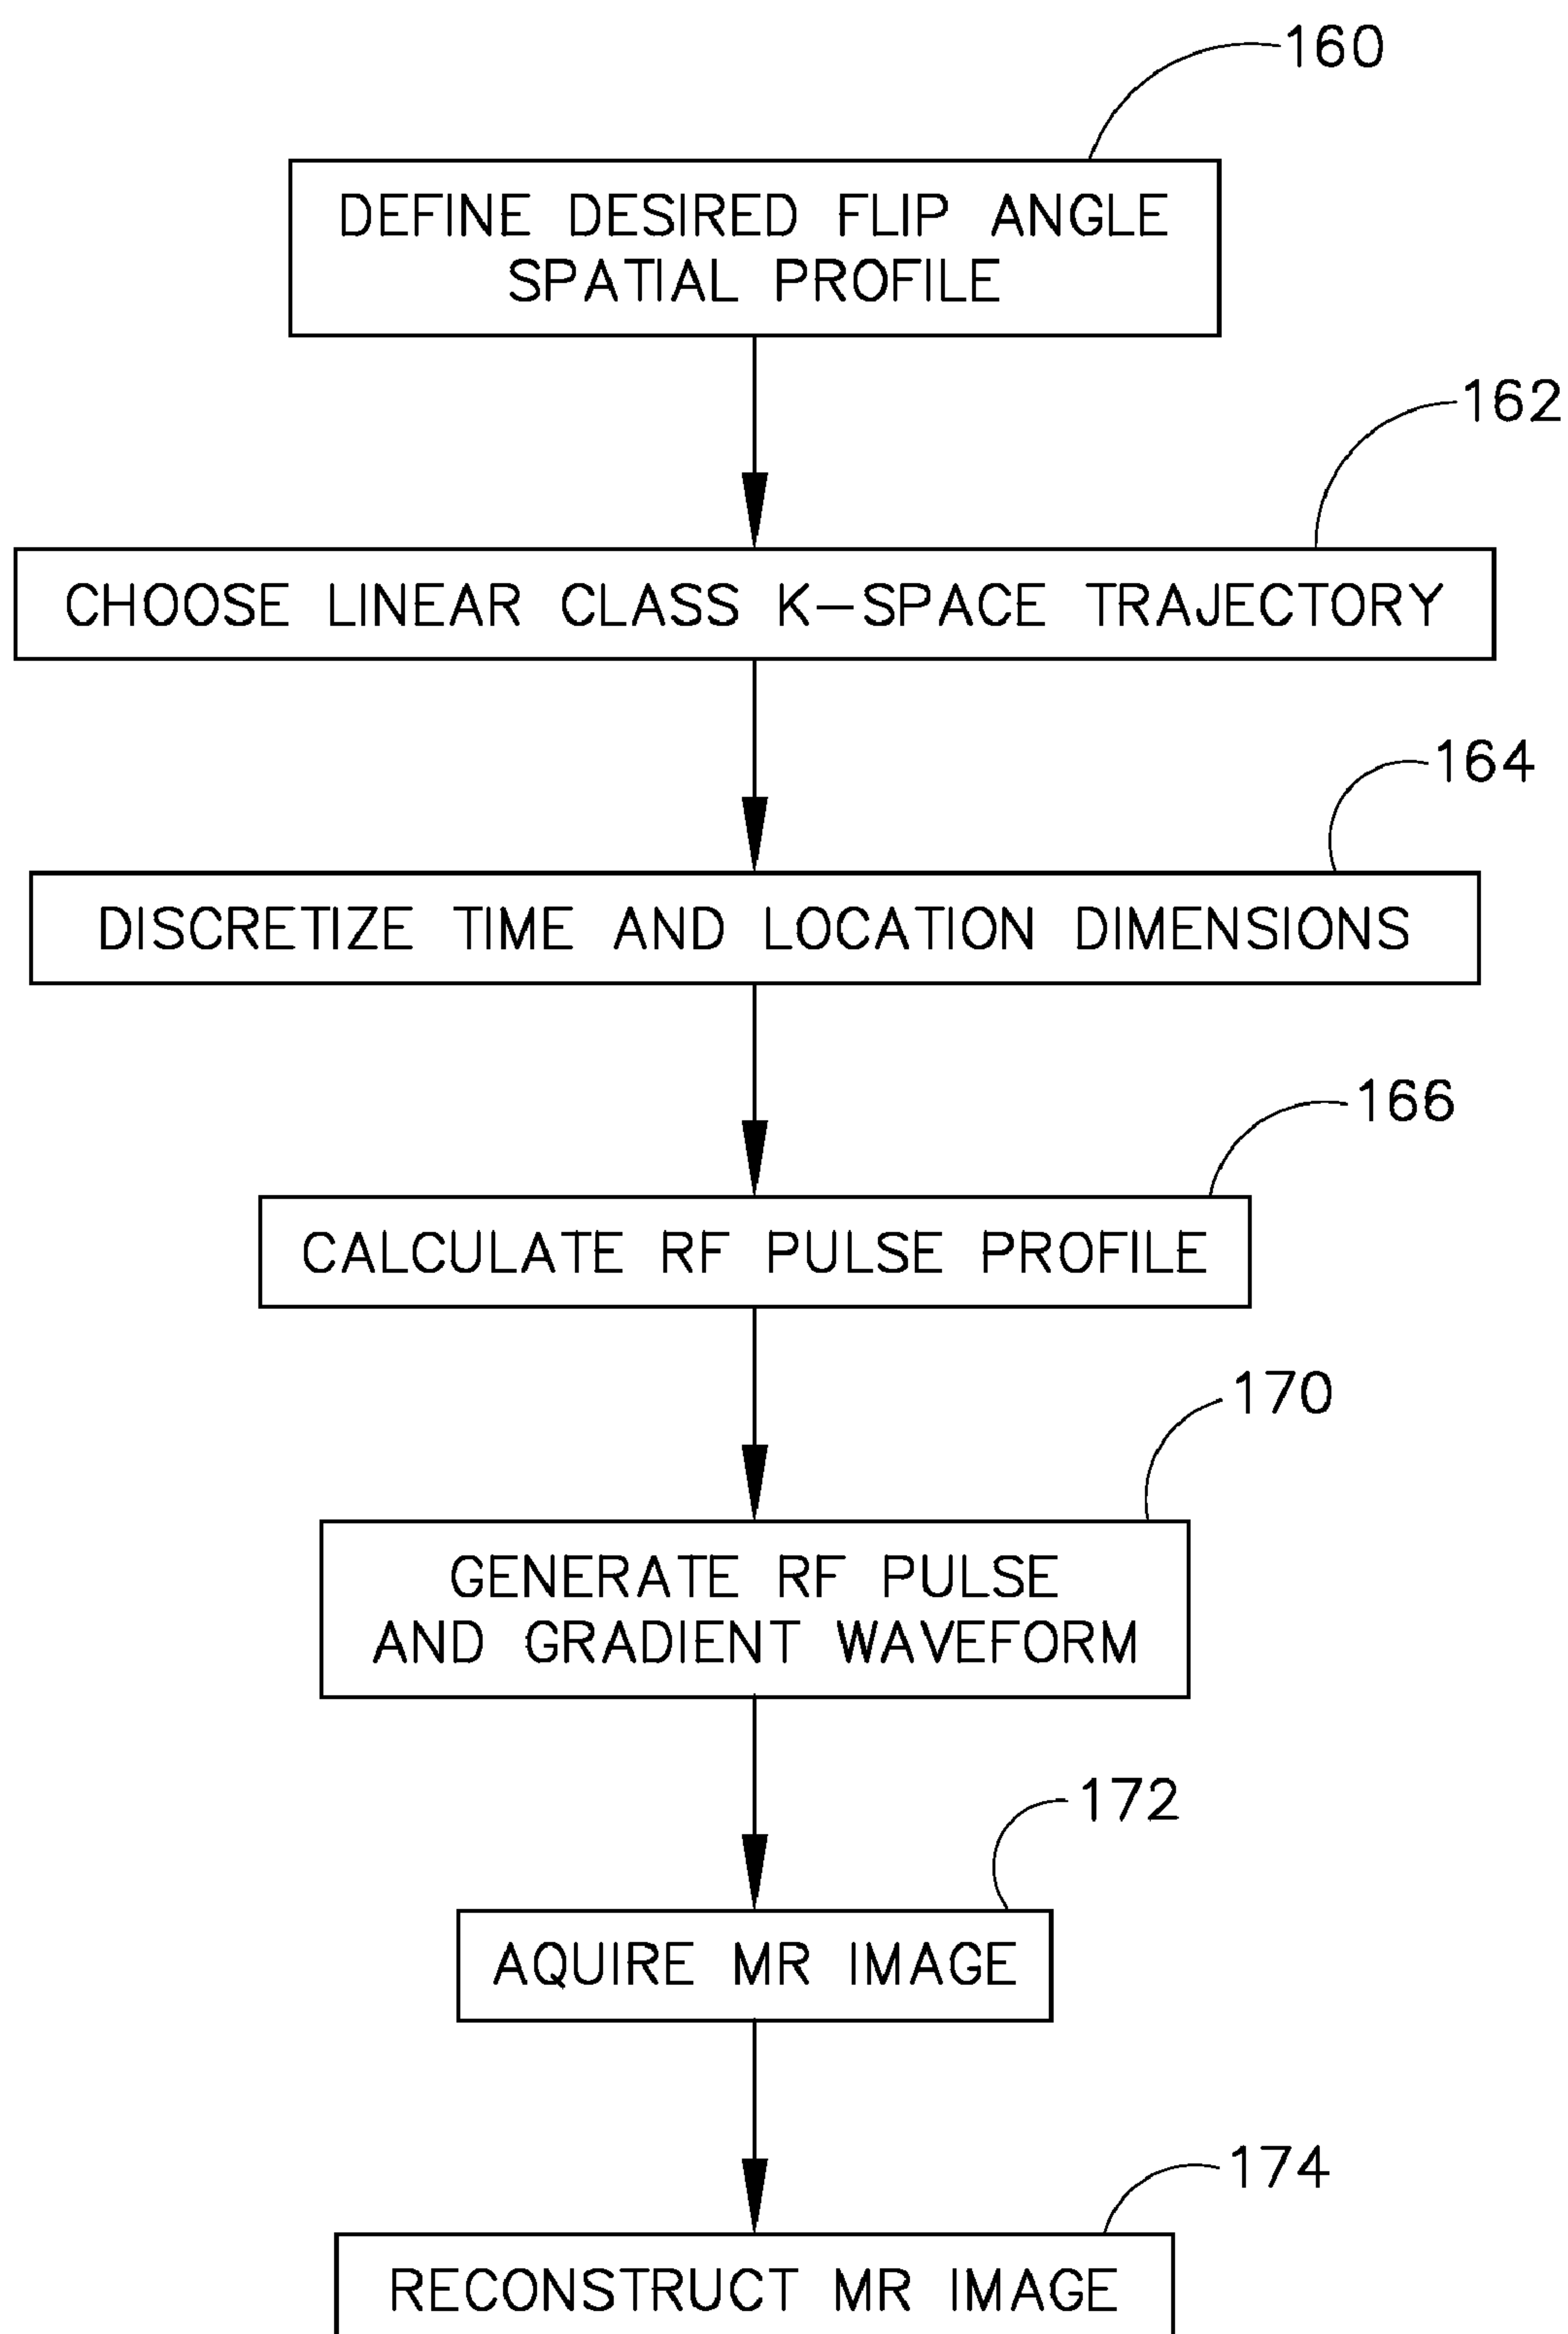 160
DEFINE DESIRED FLIP ANGLE
SPATIAL PROFILE
162
CHOOSE LINEAR CLASS K-SPACE TRAJECTORY
164
DISCRETIZE TIME AND LOCATION DIMENSIONS
166
CALCULATE RF PULSE PROFILE
170
GENERATE RF PULSE
AND GRADIENT WAVEFORM
172
AQUIRE MR IMAGE
174
RECONSTRUCT MR IMAGE